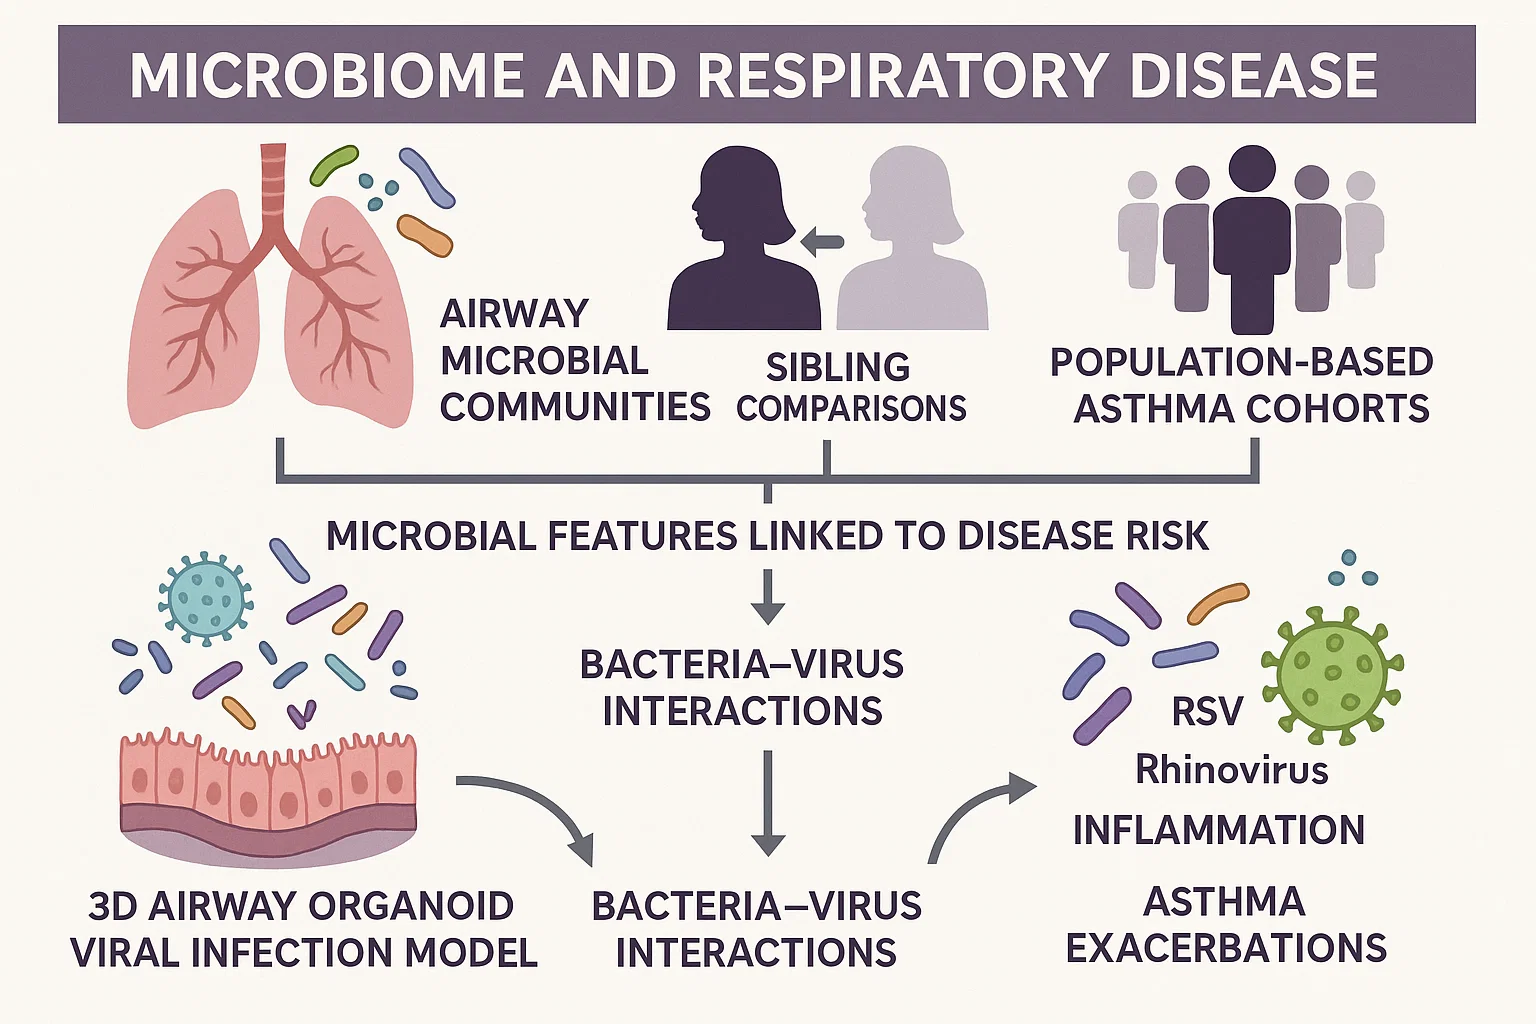 MICROBIOME AND RESPIRATORY DISEASE
AIRWAY
MICROBIAL
COMMUNITIES
SIBLING
COMPARISONS
POPULATION-BASED
ASTHMA COHORTS
MICROBIAL FEATURES LINKED TO DISEASE RISK
BACTERIA–VIRUS
INTERACTIONS
RSV
Rhinovirus
INFLAMMATION
ASTHMA
EXACERBATIONS
3D AIRWAY ORGANOID
VIRAL INFECTION MODEL
BACTERIA–VIRUS
INTERACTIONS